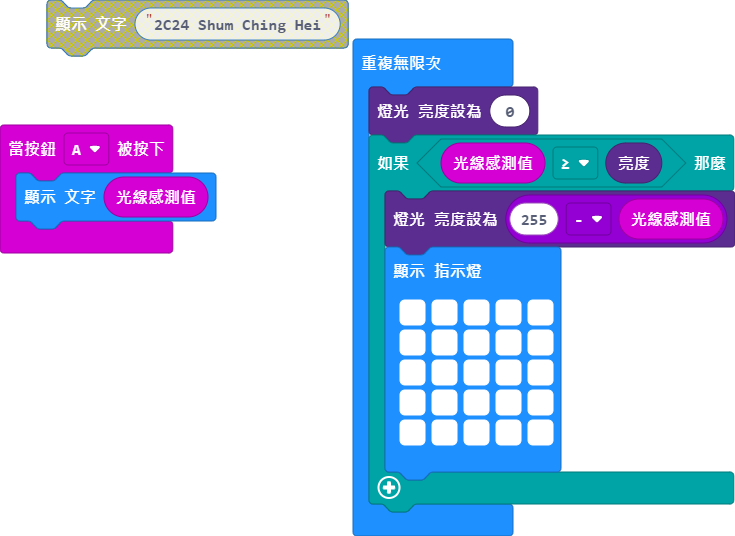 顯示 文字 "2C24 Shum Ching Hei"
重複無限次
燈光 亮度設為 0
當按鈕 A 被按下
如果 光線感測值 ≥ 亮度 那麼
顯示 文字 光線感測值
燈光 亮度設為 255 - 光線感測值
顯示 指示燈